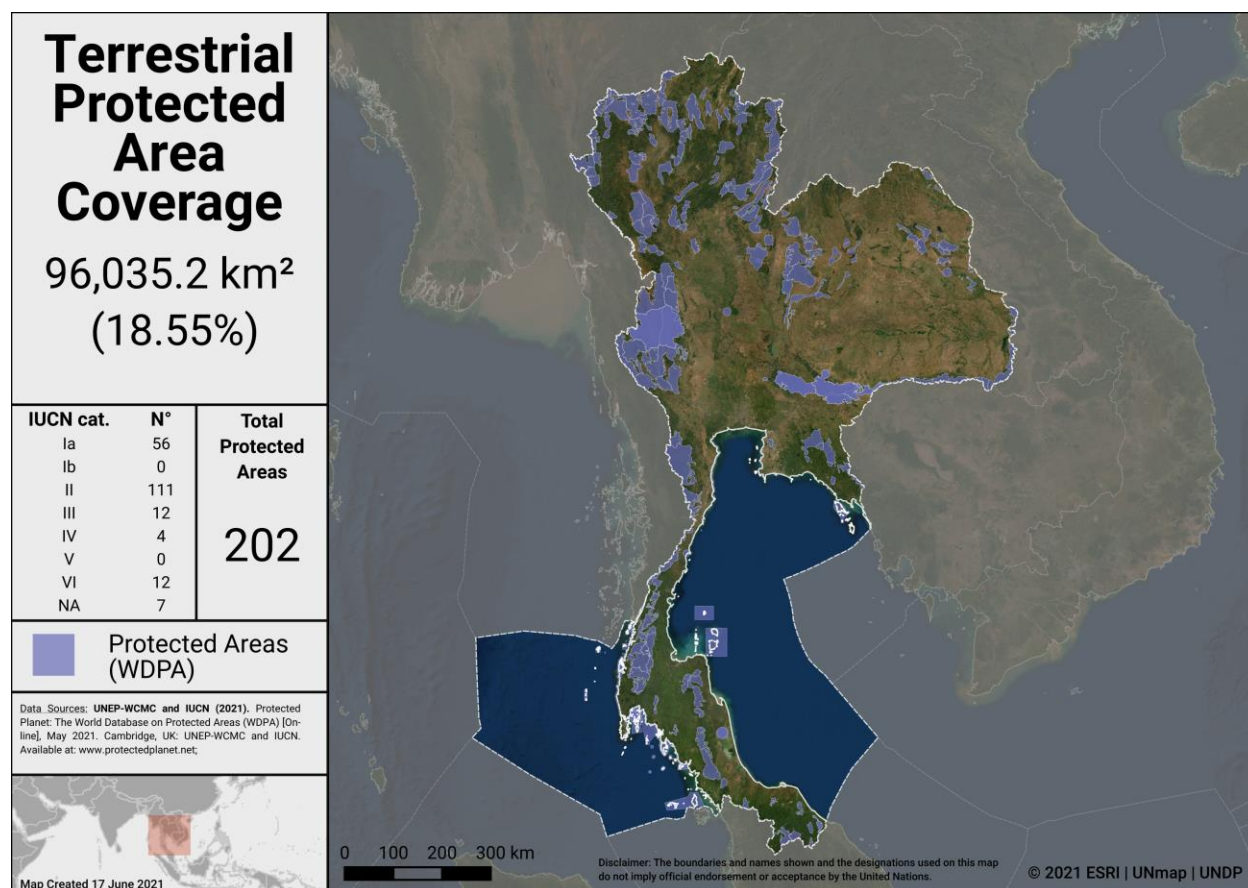 Terrestrial
Protected
Area
Coverage
96,035.2 km²
(18.55%)
IUCN cat. N°
Ia 56
Ib 0
II 111
III 12
IV 4
V 0
VI 12
NA 7
Total
Protected
Areas
202
Protected Areas
(WDPA)
Data Sources: UNEP-WCMC and IUCN (2021). Protected
Planet: The World Database on Protected Areas (WDPA) [On-
line], May 2021. Cambridge, UK: UNEP-WCMC and IUCN.
Available at: www.protectedplanet.net;
Map Created 17 June 2021
0 100 200 300 km
Disclaimer: The boundaries and names shown and the designations used on this map
do not imply official endorsement or acceptance by the United Nations.
© 2021 ESRI | UNmap | UNDP